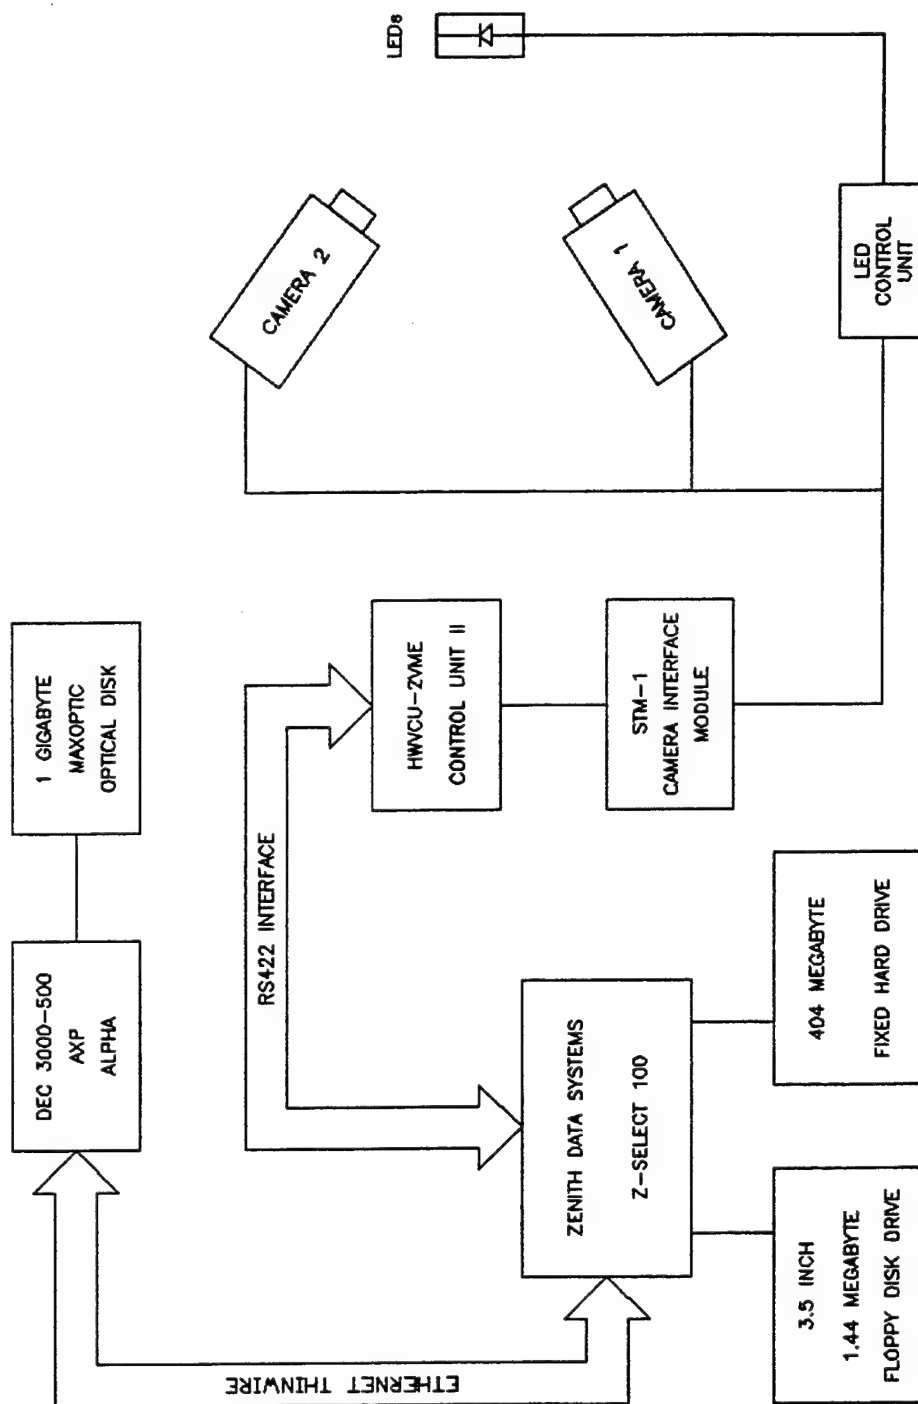 DEC 3000-500
AXP
ALPHA
1 GIGABYTE
MAXOPTIC
OPTICAL DISK
LEDs
ETHERNET THINWIRE
RS422 INTERFACE
CAMERA 2
HWVCU-2VME
CONTROL UNIT II
ZENITH DATA SYSTEMS
Z-SELECT 100
STM-1
CAMERA INTERFACE
MODULE
CAMERA 1
3.5 INCH
1.44 MEGABYTE
FLOPPY DISK DRIVE
404 MEGABYTE
FIXED HARD DRIVE
LED
CONTROL
UNIT